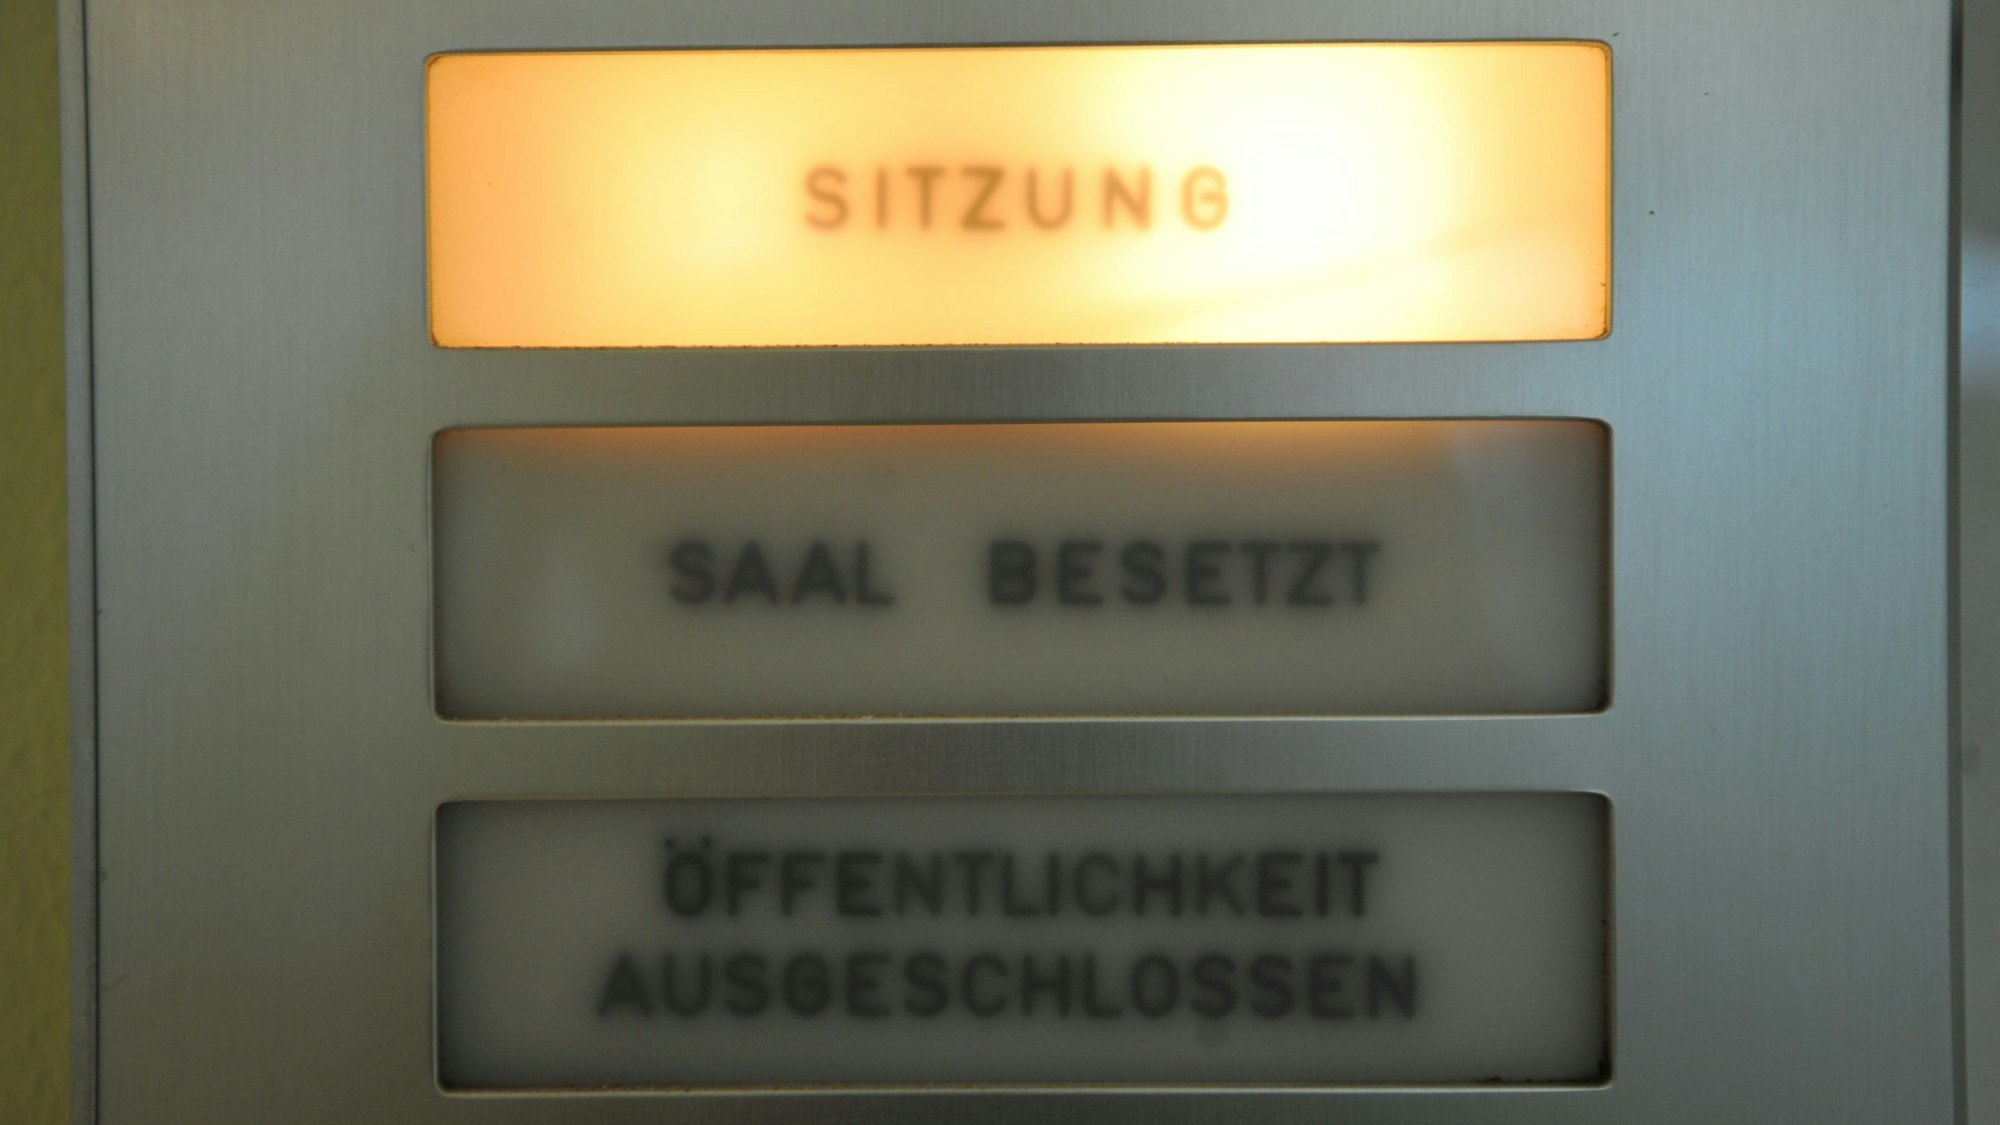 SITZUNG
SAAL BESETZT
ÖFFENTLICHKEIT
AUSGESCHLOSSEN